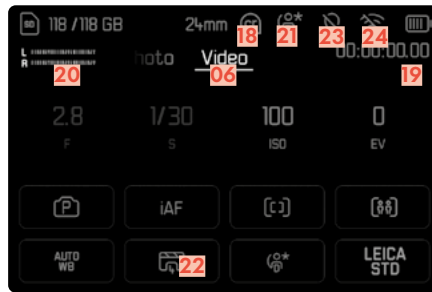 SD 118 /118 GB 24mm
18 21 23 24
L
R
hoto Video 00:00:00.00
20 06 19
2.8 1/30 100 0
F S ISO EV
P iAF
AUTO
WB
22
LEICA
STD